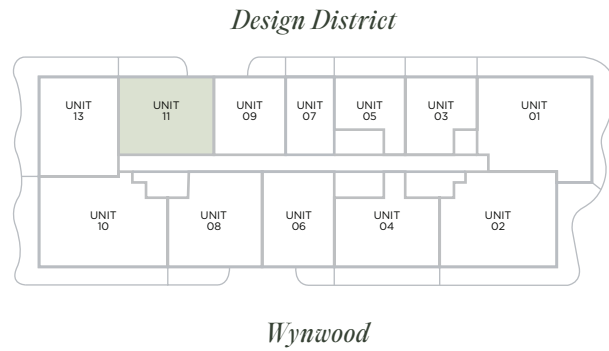 Design District
UNIT
13
UNIT
11
UNIT
09
UNIT
07
UNIT
05
UNIT
03
UNIT
01
UNIT
10
UNIT
08
UNIT
06
UNIT
04
UNIT
02
Wynwood